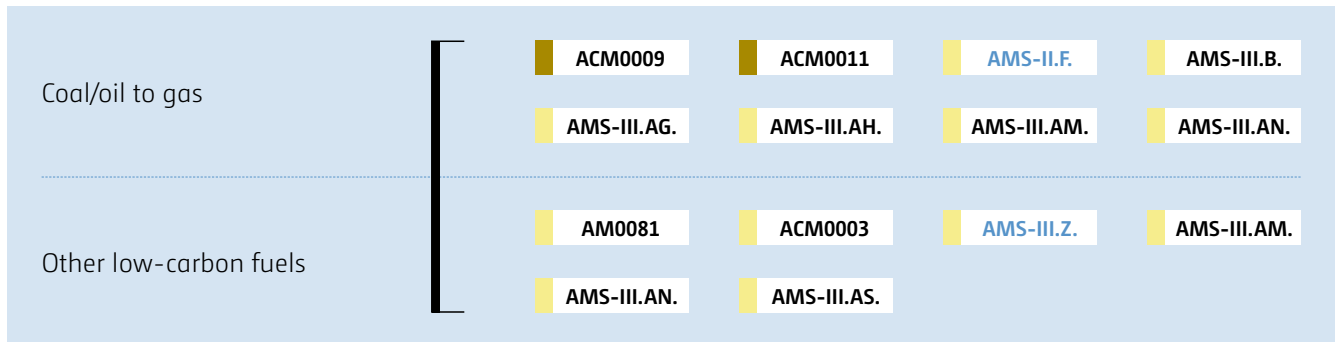 Coal/oil to gas
ACM0009 ACM0011 AMS-II.F. AMS-III.B.
AMS-III.AG. AMS-III.AH. AMS-III.AM. AMS-III.AN.
Other low-carbon fuels
AM0081 ACM0003 AMS-III.Z. AMS-III.AM.
AMS-III.AN. AMS-III.AS.